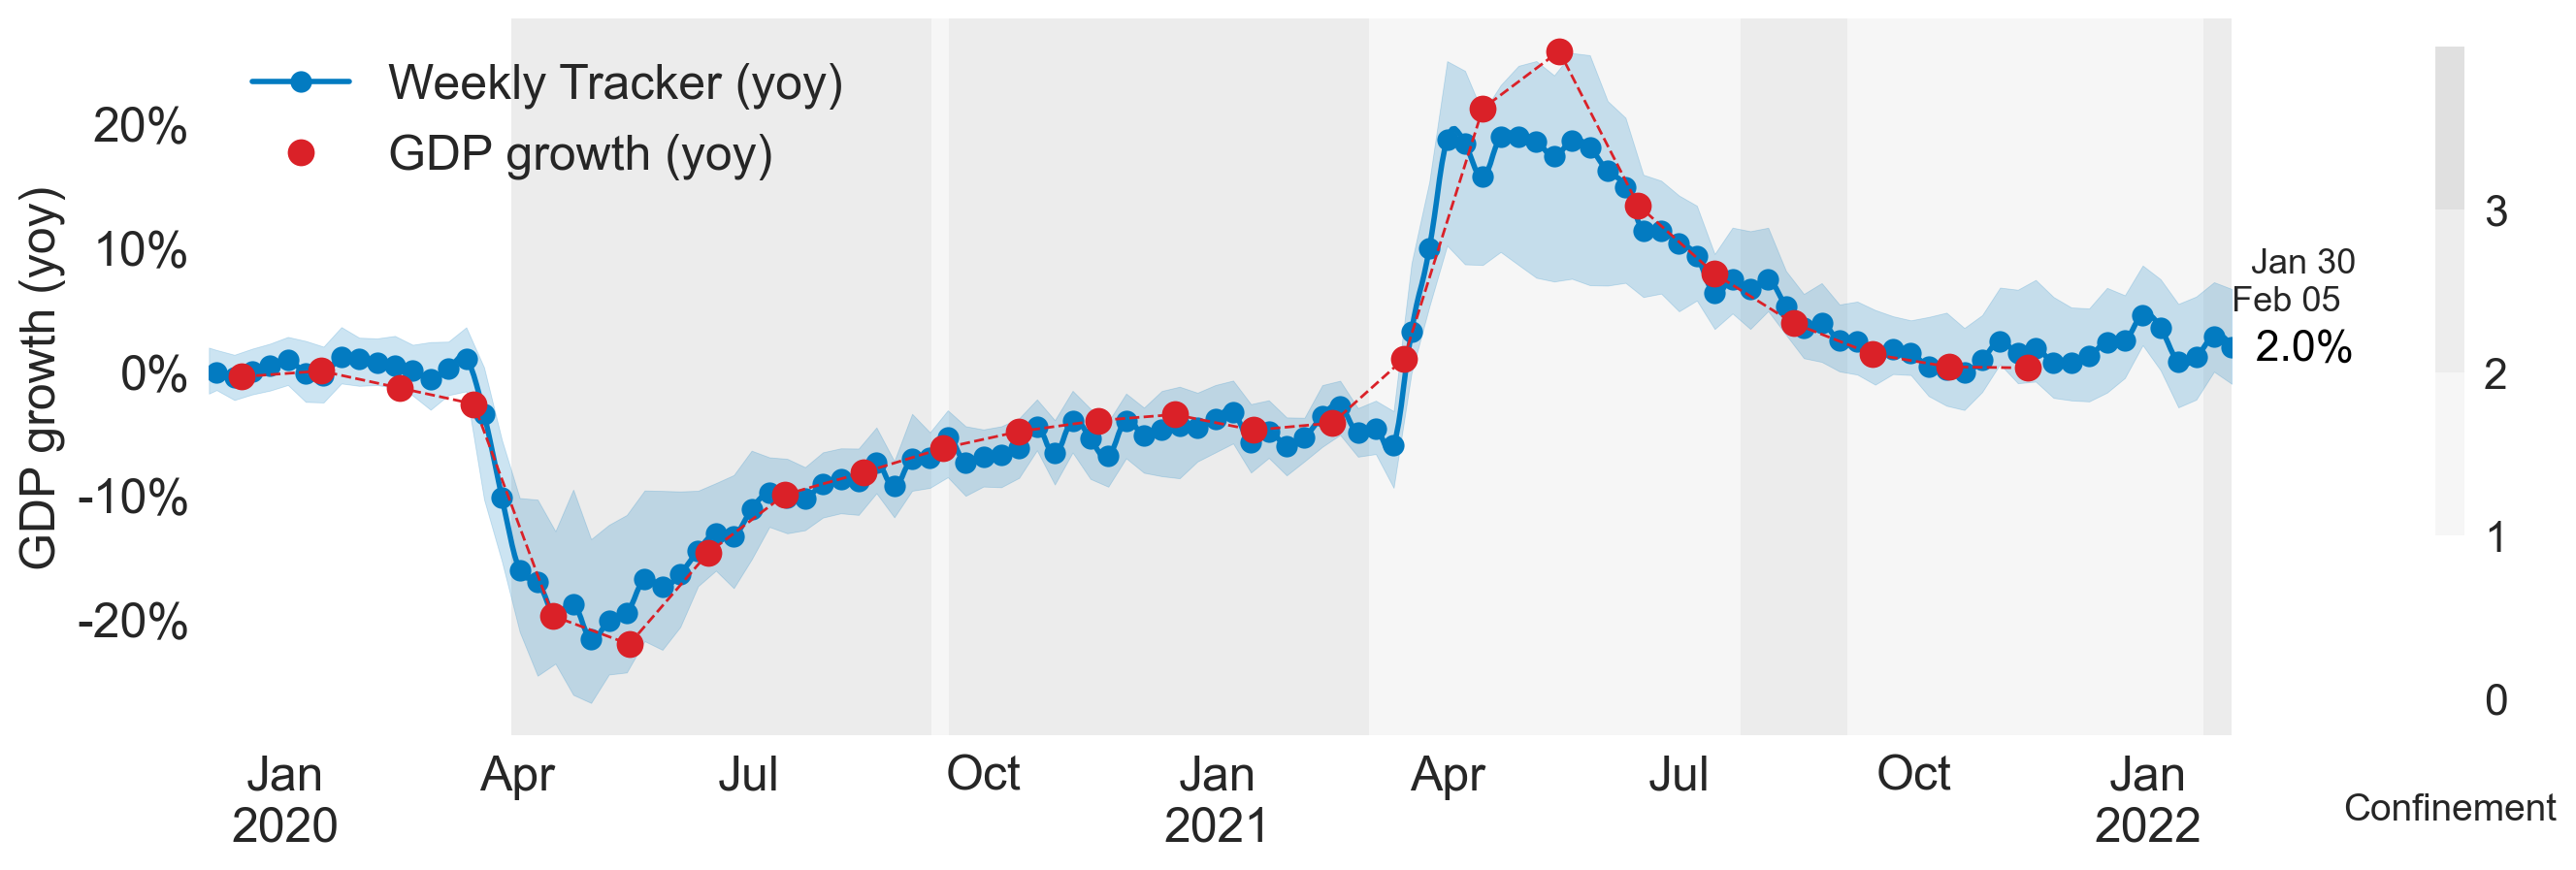 Weekly Tracker (yoy)
GDP growth (yoy)
GDP growth (yoy)
20%
10%
0%
-10%
-20%
Jan
2020
Apr
Jul
Oct
Jan
2021
Apr
Jul
Oct
Jan
2022
Jan 30
Feb 05
2.0%
3
2
1
0
Confinement